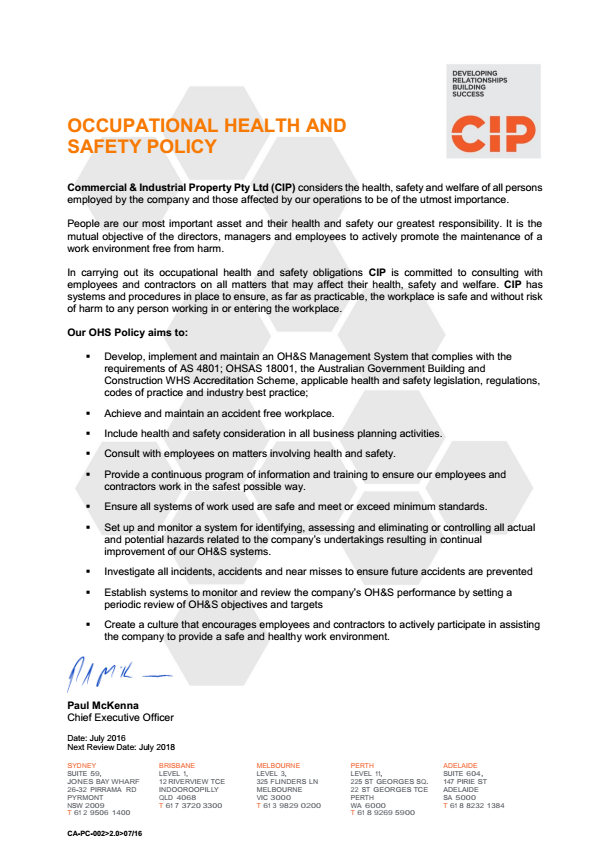 DEVELOPING
RELATIONSHIPS
BUILDING
SUCCESS
CIP
OCCUPATIONAL HEALTH AND
SAFETY POLICY
Commercial & Industrial Property Pty Ltd (CIP) considers the health, safety and welfare of all persons
employed by the company and those affected by our operations to be of the utmost importance.
People are our most important asset and their health and safety our greatest responsibility. It is the
mutual objective of the directors, managers and employees to actively promote the maintenance of a
work environment free from harm.
In carrying out its occupational health and safety obligations CIP is committed to consulting with
employees and contractors on all matters that may affect their health, safety and welfare. CIP has
systems and procedures in place to ensure, as far as practicable, the workplace is safe and without risk
of harm to any person working in or entering the workplace.
Our OHS Policy aims to:
▪ Develop, implement and maintain an OH&S Management System that complies with the
requirements of AS 4801; OHSAS 18001, the Australian Government Building and
Construction WHS Accreditation Scheme, applicable health and safety legislation, regulations,
codes of practice and industry best practice;
▪ Achieve and maintain an accident free workplace.
▪ Include health and safety consideration in all business planning activities.
▪ Consult with employees on matters involving health and safety.
▪ Provide a continuous program of information and training to ensure our employees and
contractors work in the safest possible way.
▪ Ensure all systems of work used are safe and meet or exceed minimum standards.
▪ Set up and monitor a system for identifying, assessing and eliminating or controlling all actual
and potential hazards related to the company's undertakings resulting in continual
improvement of our OH&S systems.
▪ Investigate all incidents, accidents and near misses to ensure future accidents are prevented
▪ Establish systems to monitor and review the company's OH&S performance by setting a
periodic review of OH&S objectives and targets
▪ Create a culture that encourages employees and contractors to actively participate in assisting
the company to provide a safe and healthy work environment.
Paul McKenna
Chief Executive Officer
Date: July 2016
Next Review Date: July 2018
SYDNEY
SUITE 59,
JONES BAY WHARF
26-32 PIRRAMA RD
PYRMONT
NSW 2009
T 61 2 9506 1400
BRISBANE
LEVEL 1,
12 RIVERVIEW TCE
INDOOROOPILLY
QLD 4068
T 61 7 3720 3300
MELBOURNE
LEVEL 3,
325 FLINDERS LN
MELBOURNE
VIC 3000
T 61 3 9829 0200
PERTH
LEVEL 11,
225 ST GEORGES SQ.
22 ST GEORGES TCE
PERTH
WA 6000
T 61 8 9269 5900
ADELAIDE
SUITE 604,
147 PIRIE ST
ADELAIDE
SA 5000
T 61 8 8232 1384
CA-PC-002>2.0>07/16